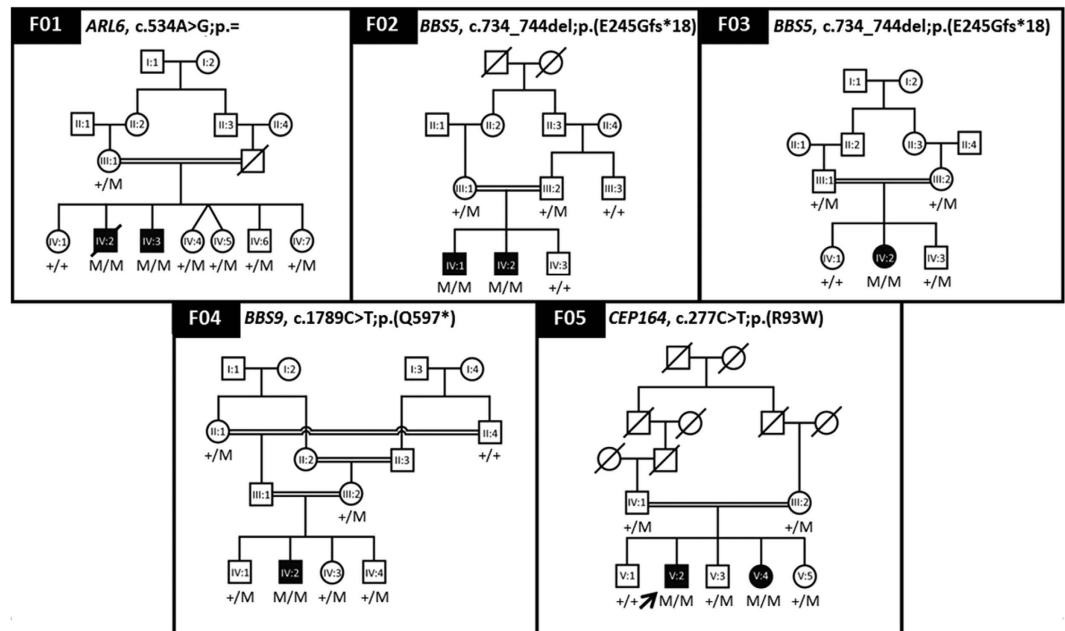 F01 ARL6, c.534A>G;p.=
I:1 I:2
II:1 II:2 II:3 II:4
III:1
+/M
IV:1 IV:2 IV:3 IV:4 IV:5 IV:6 IV:7
+/+ M/M M/M +/M +/M +/M +/M
F02 BBS5, c.734_744del;p.(E245Gfs*18)
II:1 II:2 II:3 II:4
III:1 III:2 III:3
+/M +/M +/+
IV:1 IV:2 IV:3
M/M M/M +/+
F03 BBS5, c.734_744del;p.(E245Gfs*18)
I:1 I:2
II:1 II:2 II:3 II:4
III:1 III:2
+/M +/M
IV:1 IV:2 IV:3
+/+ M/M +/M
F04 BBS9, c.1789C>T;p.(Q597*)
I:1 I:2 I:3 I:4
II:1 II:4
+/M +/+
II:2 II:3
III:1 III:2
+/M
IV:1 IV:2 IV:3 IV:4
+/M M/M +/M +/M
F05 CEP164, c.277C>T;p.(R93W)
IV:1 III:2
+/M +/M
V:1 V:2 V:3 V:4 V:5
+/+ M/M +/M M/M +/M